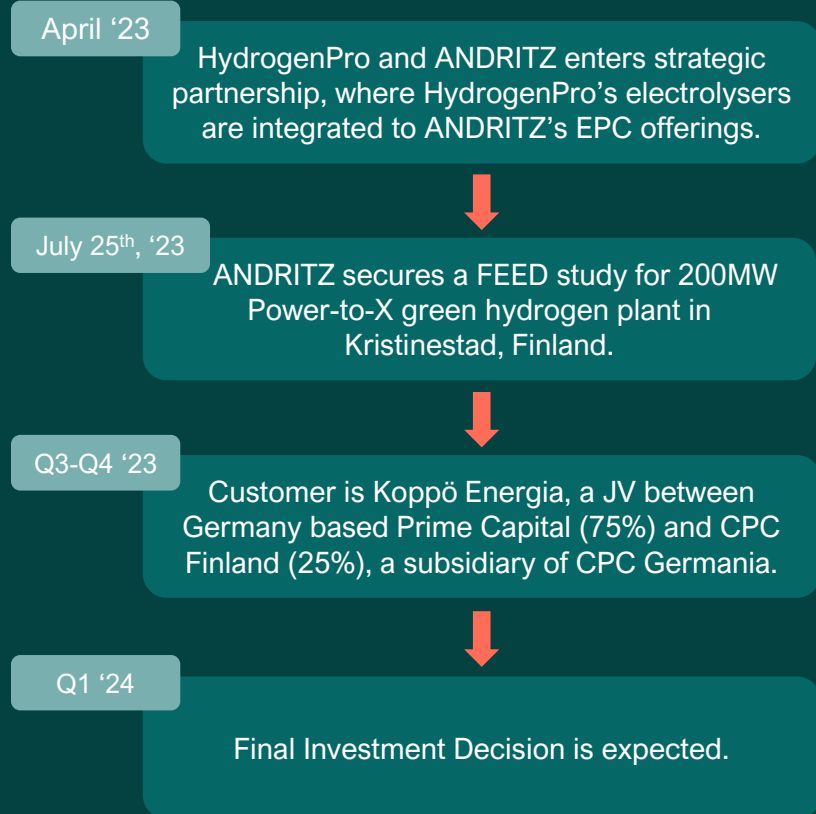 April ‘23
HydrogenPro and ANDRITZ enters strategic
partnership, where HydrogenPro’s electrolysers
are integrated to ANDRITZ’s EPC offerings.
July 25th, ‘23
ANDRITZ secures a FEED study for 200MW
Power-to-X green hydrogen plant in
Kristinestad, Finland.
Q3-Q4 ‘23
Customer is Koppö Energia, a JV between
Germany based Prime Capital (75%) and CPC
Finland (25%), a subsidiary of CPC Germania.
Q1 ‘24
Final Investment Decision is expected.